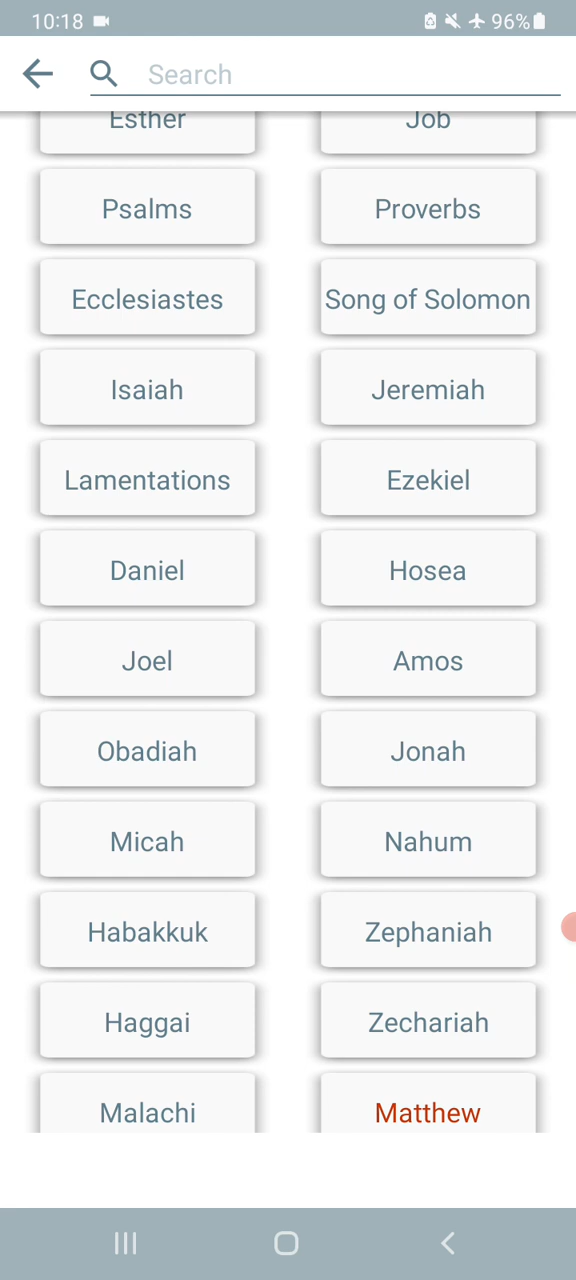 10:18 96%
Search
Esther Job
Psalms Proverbs
Ecclesiastes Song of Solomon
Isaiah Jeremiah
Lamentations Ezekiel
Daniel Hosea
Joel Amos
Obadiah Jonah
Micah Nahum
Habakkuk Zephaniah
Haggai Zechariah
Malachi Matthew